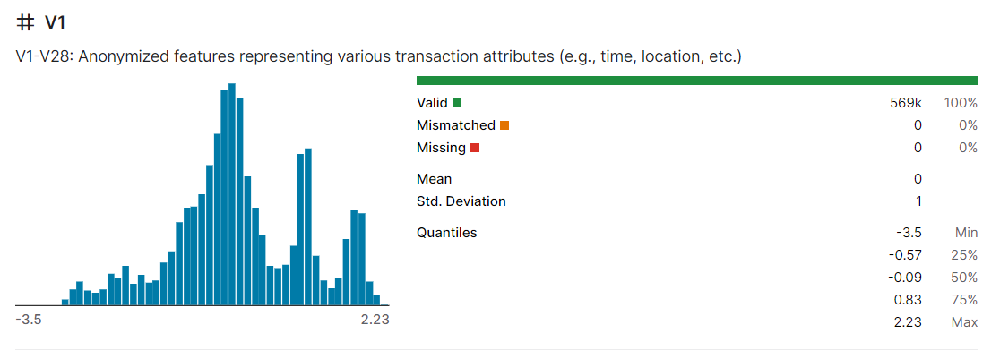 # V1
V1-V28: Anonymized features representing various transaction attributes (e.g., time, location, etc.)
-3.5 2.23
Valid 569k 100%
Mismatched 0 0%
Missing 0 0%
Mean 0
Std. Deviation 1
Quantiles -3.5 Min
-0.57 25%
-0.09 50%
0.83 75%
2.23 Max